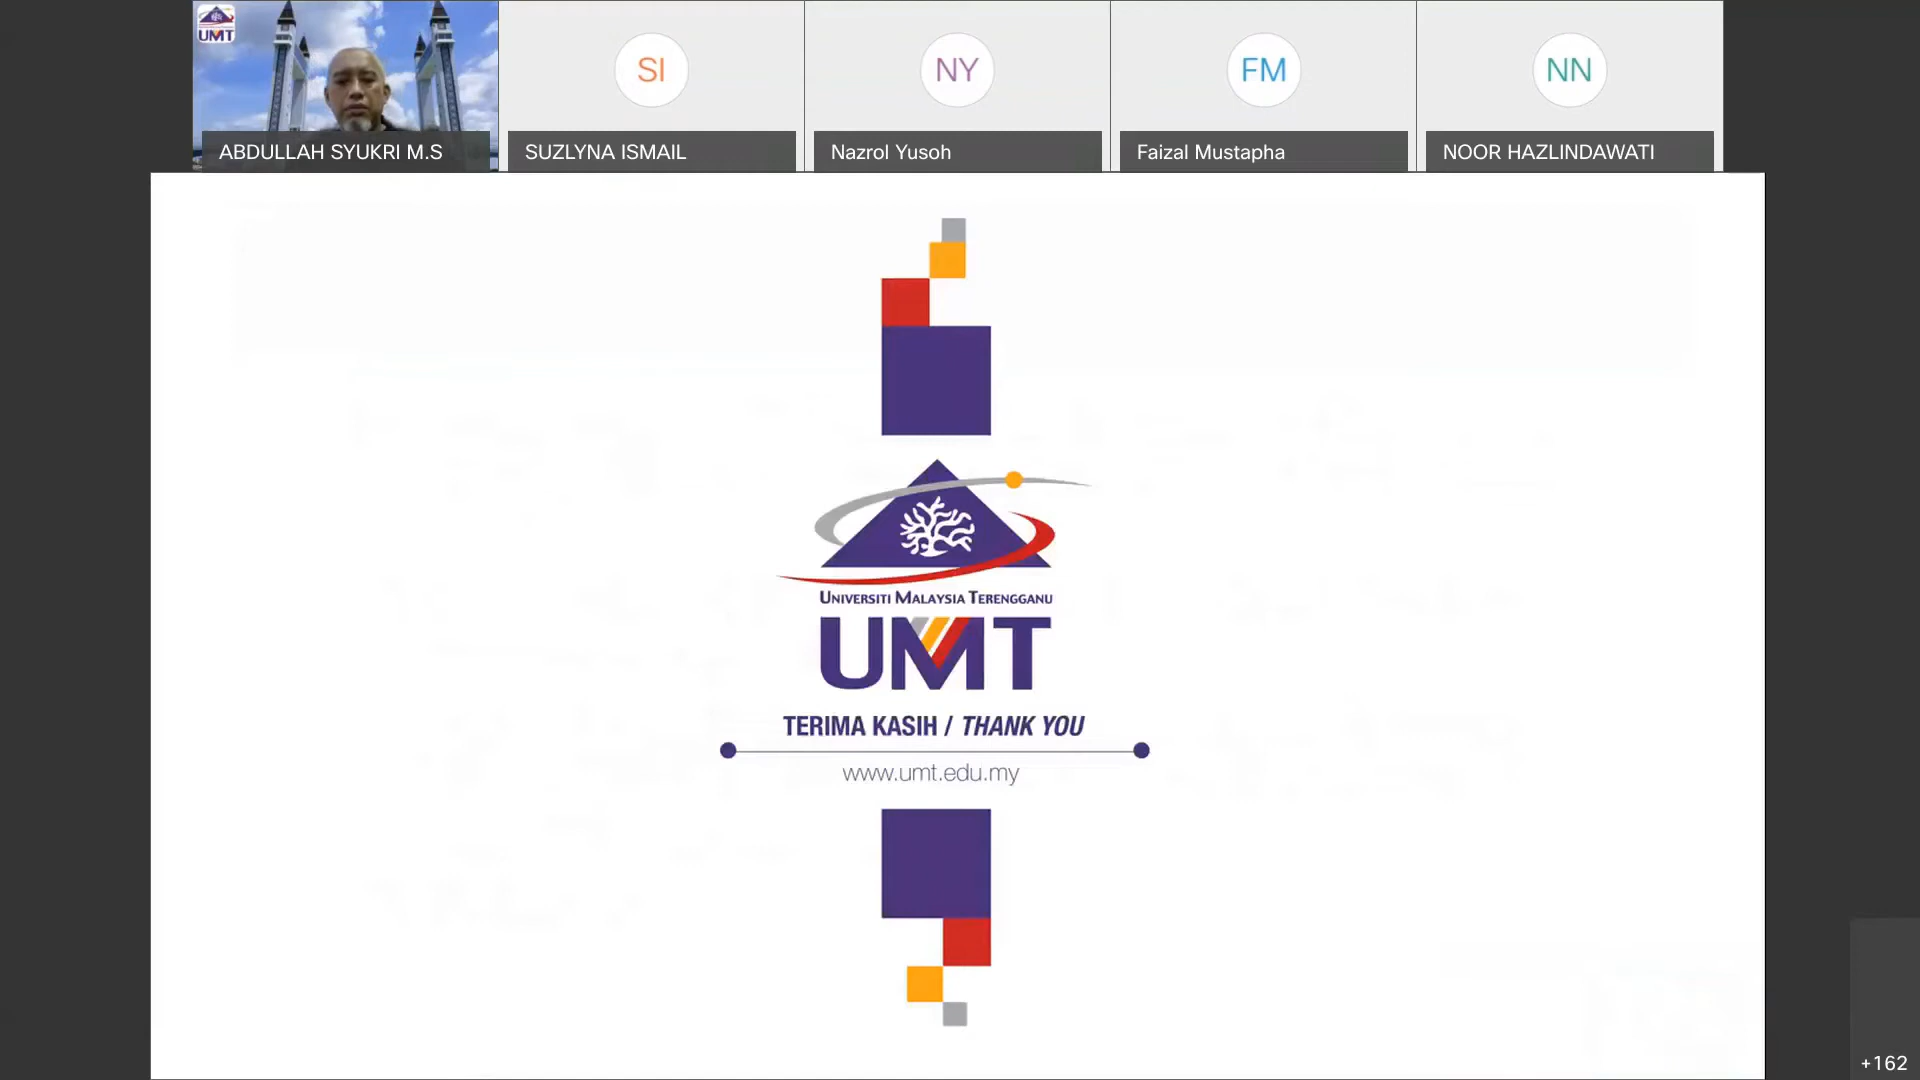 UMT
SI
NY
FM
NN
ABDULLAH SYUKRI M.S
SUZLYNA ISMAIL
Nazrol Yusoh
Faizal Mustapha
NOOR HAZLINDAWATI
UNIVERSITI MALAYSIA TERENGGANU
UMT
TERIMA KASIH / THANK YOU
www.umt.edu.my
+162